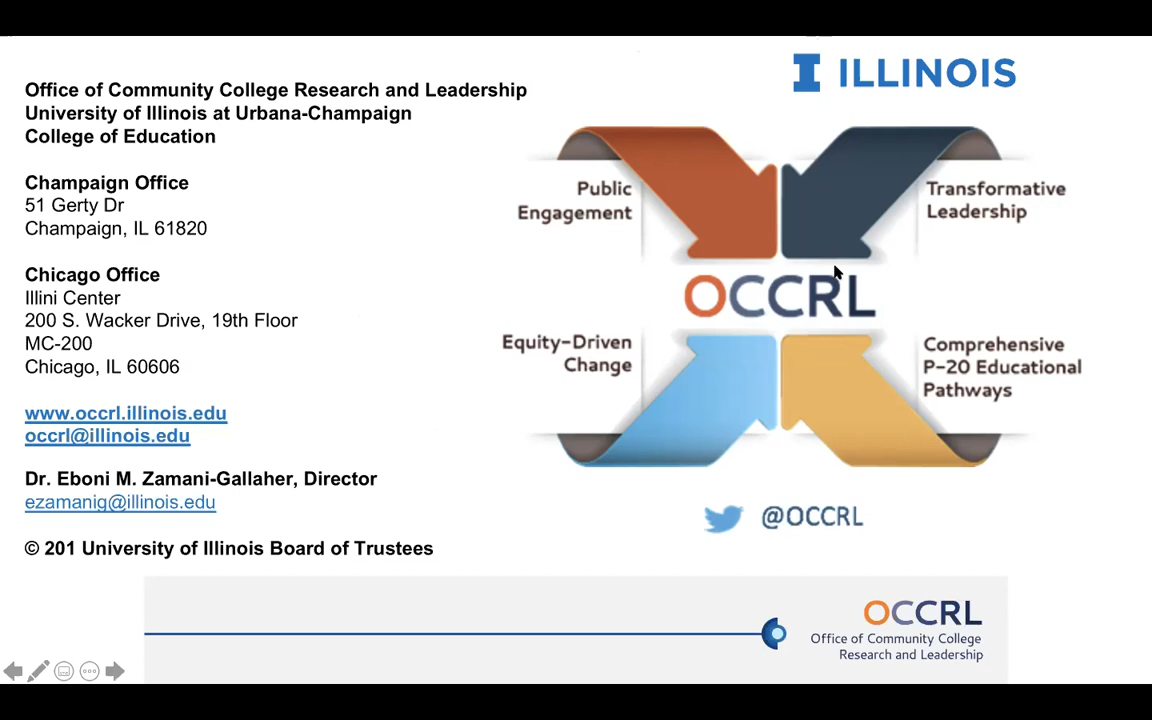 Office of Community College Research and Leadership
University of Illinois at Urbana-Champaign
College of Education
Champaign Office
51 Gerty Dr
Champaign, IL 61820
Chicago Office
Illini Center
200 S. Wacker Drive, 19th Floor
MC-200
Chicago, IL 60606
www.occrl.illinois.edu
occrl@illinois.edu
Dr. Eboni M. Zamani-Gallaher, Director
ezamanig@illinois.edu
© 201 University of Illinois Board of Trustees
I ILLINOIS
Public
Engagement
Transformative
Leadership
OCCRL
Equity-Driven
Change
Comprehensive
P-20 Educational
Pathways
@OCCRL
OCCRL
Office of Community College
Research and Leadership